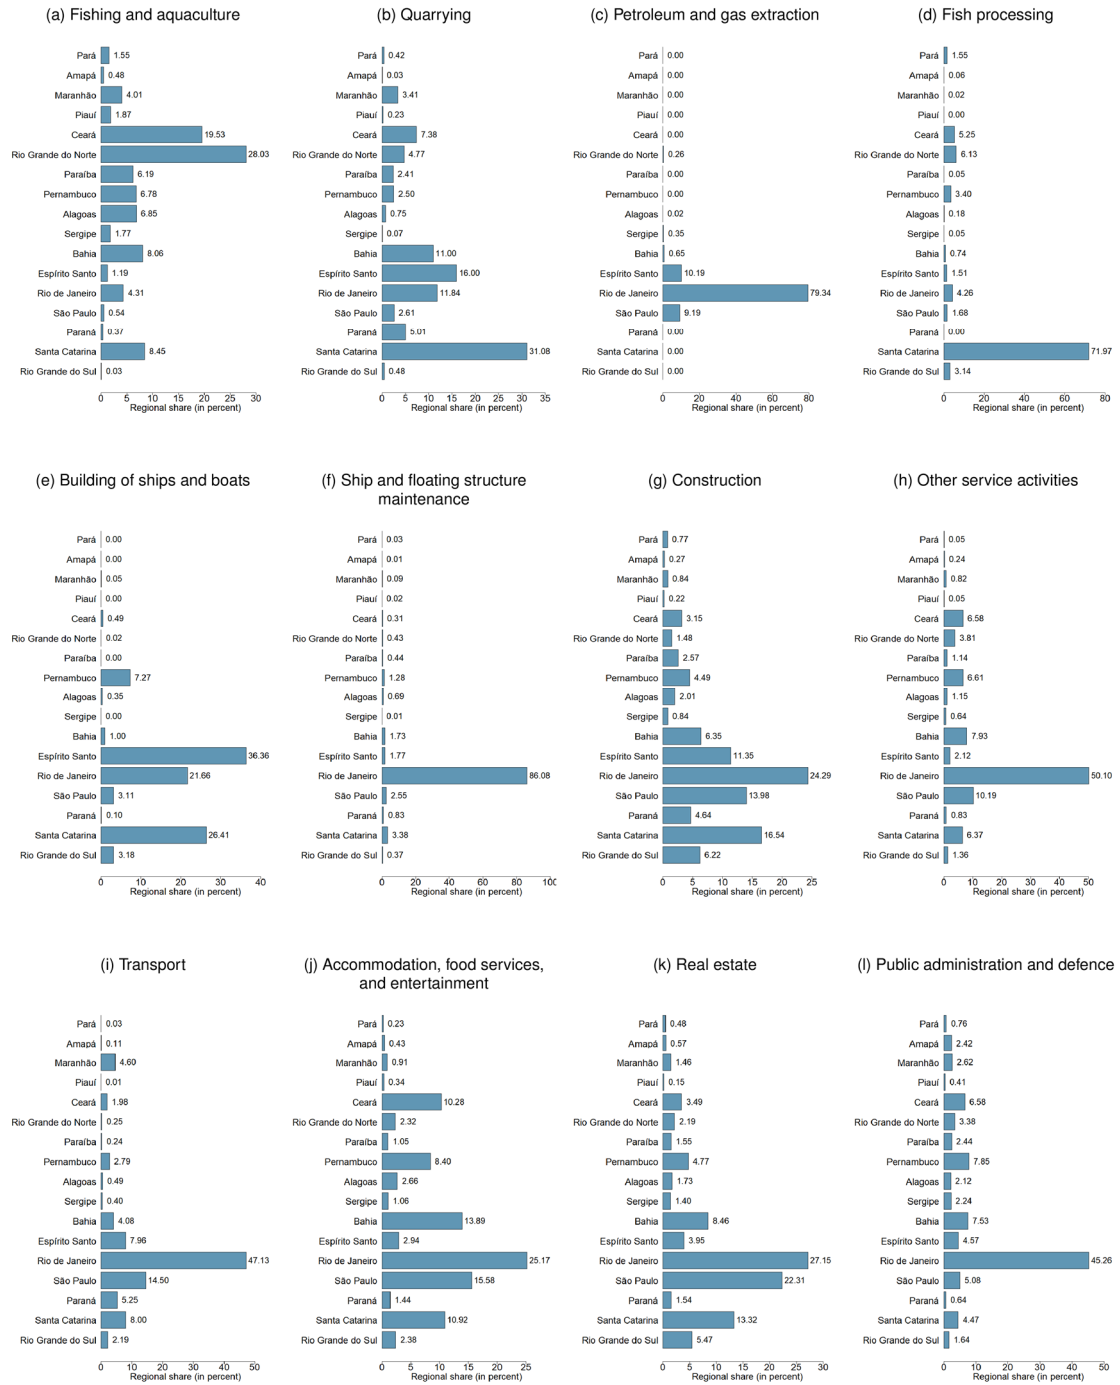 (a) Fishing and aquaculture
Pará 1.55
Amapá 0.48
Maranhão 4.01
Piauí 1.87
Ceará 19.53
Rio Grande do Norte 28.03
Paraíba 6.19
Pernambuco 6.78
Alagoas 6.85
Sergipe 1.77
Bahia 8.06
Espírito Santo 1.19
Rio de Janeiro 4.31
São Paulo 0.54
Paraná 0.37
Santa Catarina 8.45
Rio Grande do Sul 0.03
0 5 10 15 20 25 30
Regional share (in percent)
(b) Quarrying
Pará 0.42
Amapá 0.03
Maranhão 3.41
Piauí 0.23
Ceará 7.38
Rio Grande do Norte 4.77
Paraíba 2.41
Pernambuco 2.50
Alagoas 0.75
Sergipe 0.07
Bahia 11.00
Espírito Santo 16.00
Rio de Janeiro 11.84
São Paulo 2.61
Paraná 5.01
Santa Catarina 31.08
Rio Grande do Sul 0.48
0 5 10 15 20 25 30 35
Regional share (in percent)
(c) Petroleum and gas extraction
Pará 0.00
Amapá 0.00
Maranhão 0.00
Piauí 0.00
Ceará 0.00
Rio Grande do Norte 0.26
Paraíba 0.00
Pernambuco 0.00
Alagoas 0.02
Sergipe 0.35
Bahia 0.65
Espírito Santo 10.19
Rio de Janeiro 79.34
São Paulo 9.19
Paraná 0.00
Santa Catarina 0.00
Rio Grande do Sul 0.00
0 20 40 60 80
Regional share (in percent)
(d) Fish processing
Pará 1.55
Amapá 0.06
Maranhão 0.02
Piauí 0.00
Ceará 5.25
Rio Grande do Norte 6.13
Paraíba 0.05
Pernambuco 3.40
Alagoas 0.18
Sergipe 0.05
Bahia 0.74
Espírito Santo 1.51
Rio de Janeiro 4.26
São Paulo 1.68
Paraná 0.00
Santa Catarina 71.97
Rio Grande do Sul 3.14
0 20 40 60 80
Regional share (in percent)
(e) Building of ships and boats
Pará 0.00
Amapá 0.00
Maranhão 0.05
Piauí 0.00
Ceará 0.49
Rio Grande do Norte 0.02
Paraíba 0.00
Pernambuco 7.27
Alagoas 0.35
Sergipe 0.00
Bahia 1.00
Espírito Santo 36.36
Rio de Janeiro 21.66
São Paulo 3.11
Paraná 0.10
Santa Catarina 26.41
Rio Grande do Sul 3.18
0 10 20 30 40
Regional share (in percent)
(f) Ship and floating structure
maintenance
Pará 0.03
Amapá 0.01
Maranhão 0.09
Piauí 0.02
Ceará 0.31
Rio Grande do Norte 0.43
Paraíba 0.44
Pernambuco 1.28
Alagoas 0.69
Sergipe 0.01
Bahia 1.73
Espírito Santo 1.77
Rio de Janeiro 86.08
São Paulo 2.55
Paraná 0.83
Santa Catarina 3.38
Rio Grande do Sul 0.37
0 20 40 60 80 100
Regional share (in percent)
(g) Construction
Pará 0.77
Amapá 0.27
Maranhão 0.84
Piauí 0.22
Ceará 3.15
Rio Grande do Norte 1.48
Paraíba 2.57
Pernambuco 4.49
Alagoas 2.01
Sergipe 0.84
Bahia 6.35
Espírito Santo 11.35
Rio de Janeiro 24.29
São Paulo 13.98
Paraná 4.64
Santa Catarina 16.54
Rio Grande do Sul 6.22
0 5 10 15 20 25
Regional share (in percent)
(h) Other service activities
Pará 0.05
Amapá 0.24
Maranhão 0.82
Piauí 0.05
Ceará 6.58
Rio Grande do Norte 3.81
Paraíba 1.14
Pernambuco 6.61
Alagoas 1.15
Sergipe 0.64
Bahia 7.93
Espírito Santo 2.12
Rio de Janeiro 50.10
São Paulo 10.19
Paraná 0.83
Santa Catarina 6.37
Rio Grande do Sul 1.36
0 10 20 30 40 50
Regional share (in percent)
(i) Transport
Pará 0.03
Amapá 0.11
Maranhão 4.60
Piauí 0.01
Ceará 1.98
Rio Grande do Norte 0.25
Paraíba 0.24
Pernambuco 2.79
Alagoas 0.49
Sergipe 0.40
Bahia 4.08
Espírito Santo 7.96
Rio de Janeiro 47.13
São Paulo 14.50
Paraná 5.25
Santa Catarina 8.00
Rio Grande do Sul 2.19
0 10 20 30 40 50
Regional share (in percent)
(j) Accommodation, food services,
and entertainment
Pará 0.23
Amapá 0.43
Maranhão 0.91
Piauí 0.34
Ceará 10.28
Rio Grande do Norte 2.32
Paraíba 1.05
Pernambuco 8.40
Alagoas 2.66
Sergipe 1.06
Bahia 13.89
Espírito Santo 2.94
Rio de Janeiro 25.17
São Paulo 15.58
Paraná 1.44
Santa Catarina 10.92
Rio Grande do Sul 2.38
0 5 10 15 20 25
Regional share (in percent)
(k) Real estate
Pará 0.48
Amapá 0.57
Maranhão 1.46
Piauí 0.15
Ceará 3.49
Rio Grande do Norte 2.19
Paraíba 1.55
Pernambuco 4.77
Alagoas 1.73
Sergipe 1.40
Bahia 8.46
Espírito Santo 3.95
Rio de Janeiro 27.15
São Paulo 22.31
Paraná 1.54
Santa Catarina 13.32
Rio Grande do Sul 5.47
0 5 10 15 20 25 30
Regional share (in percent)
(l) Public administration and defence
Pará 0.76
Amapá 2.42
Maranhão 2.62
Piauí 0.41
Ceará 6.58
Rio Grande do Norte 3.38
Paraíba 2.44
Pernambuco 7.85
Alagoas 2.12
Sergipe 2.24
Bahia 7.53
Espírito Santo 4.57
Rio de Janeiro 45.26
São Paulo 5.08
Paraná 0.64
Santa Catarina 4.47
Rio Grande do Sul 1.64
0 10 20 30 40 50
Regional share (in percent)